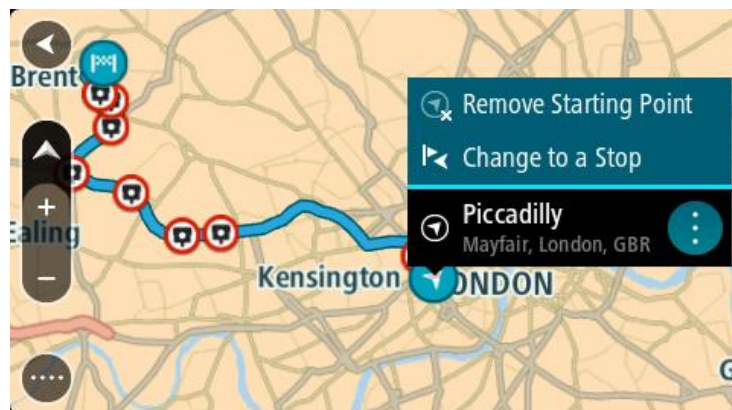 Brent
Remove Starting Point
Change to a Stop
Piccadilly
Mayfair, London, GBR
Ealing
Kensington
ONDON
G